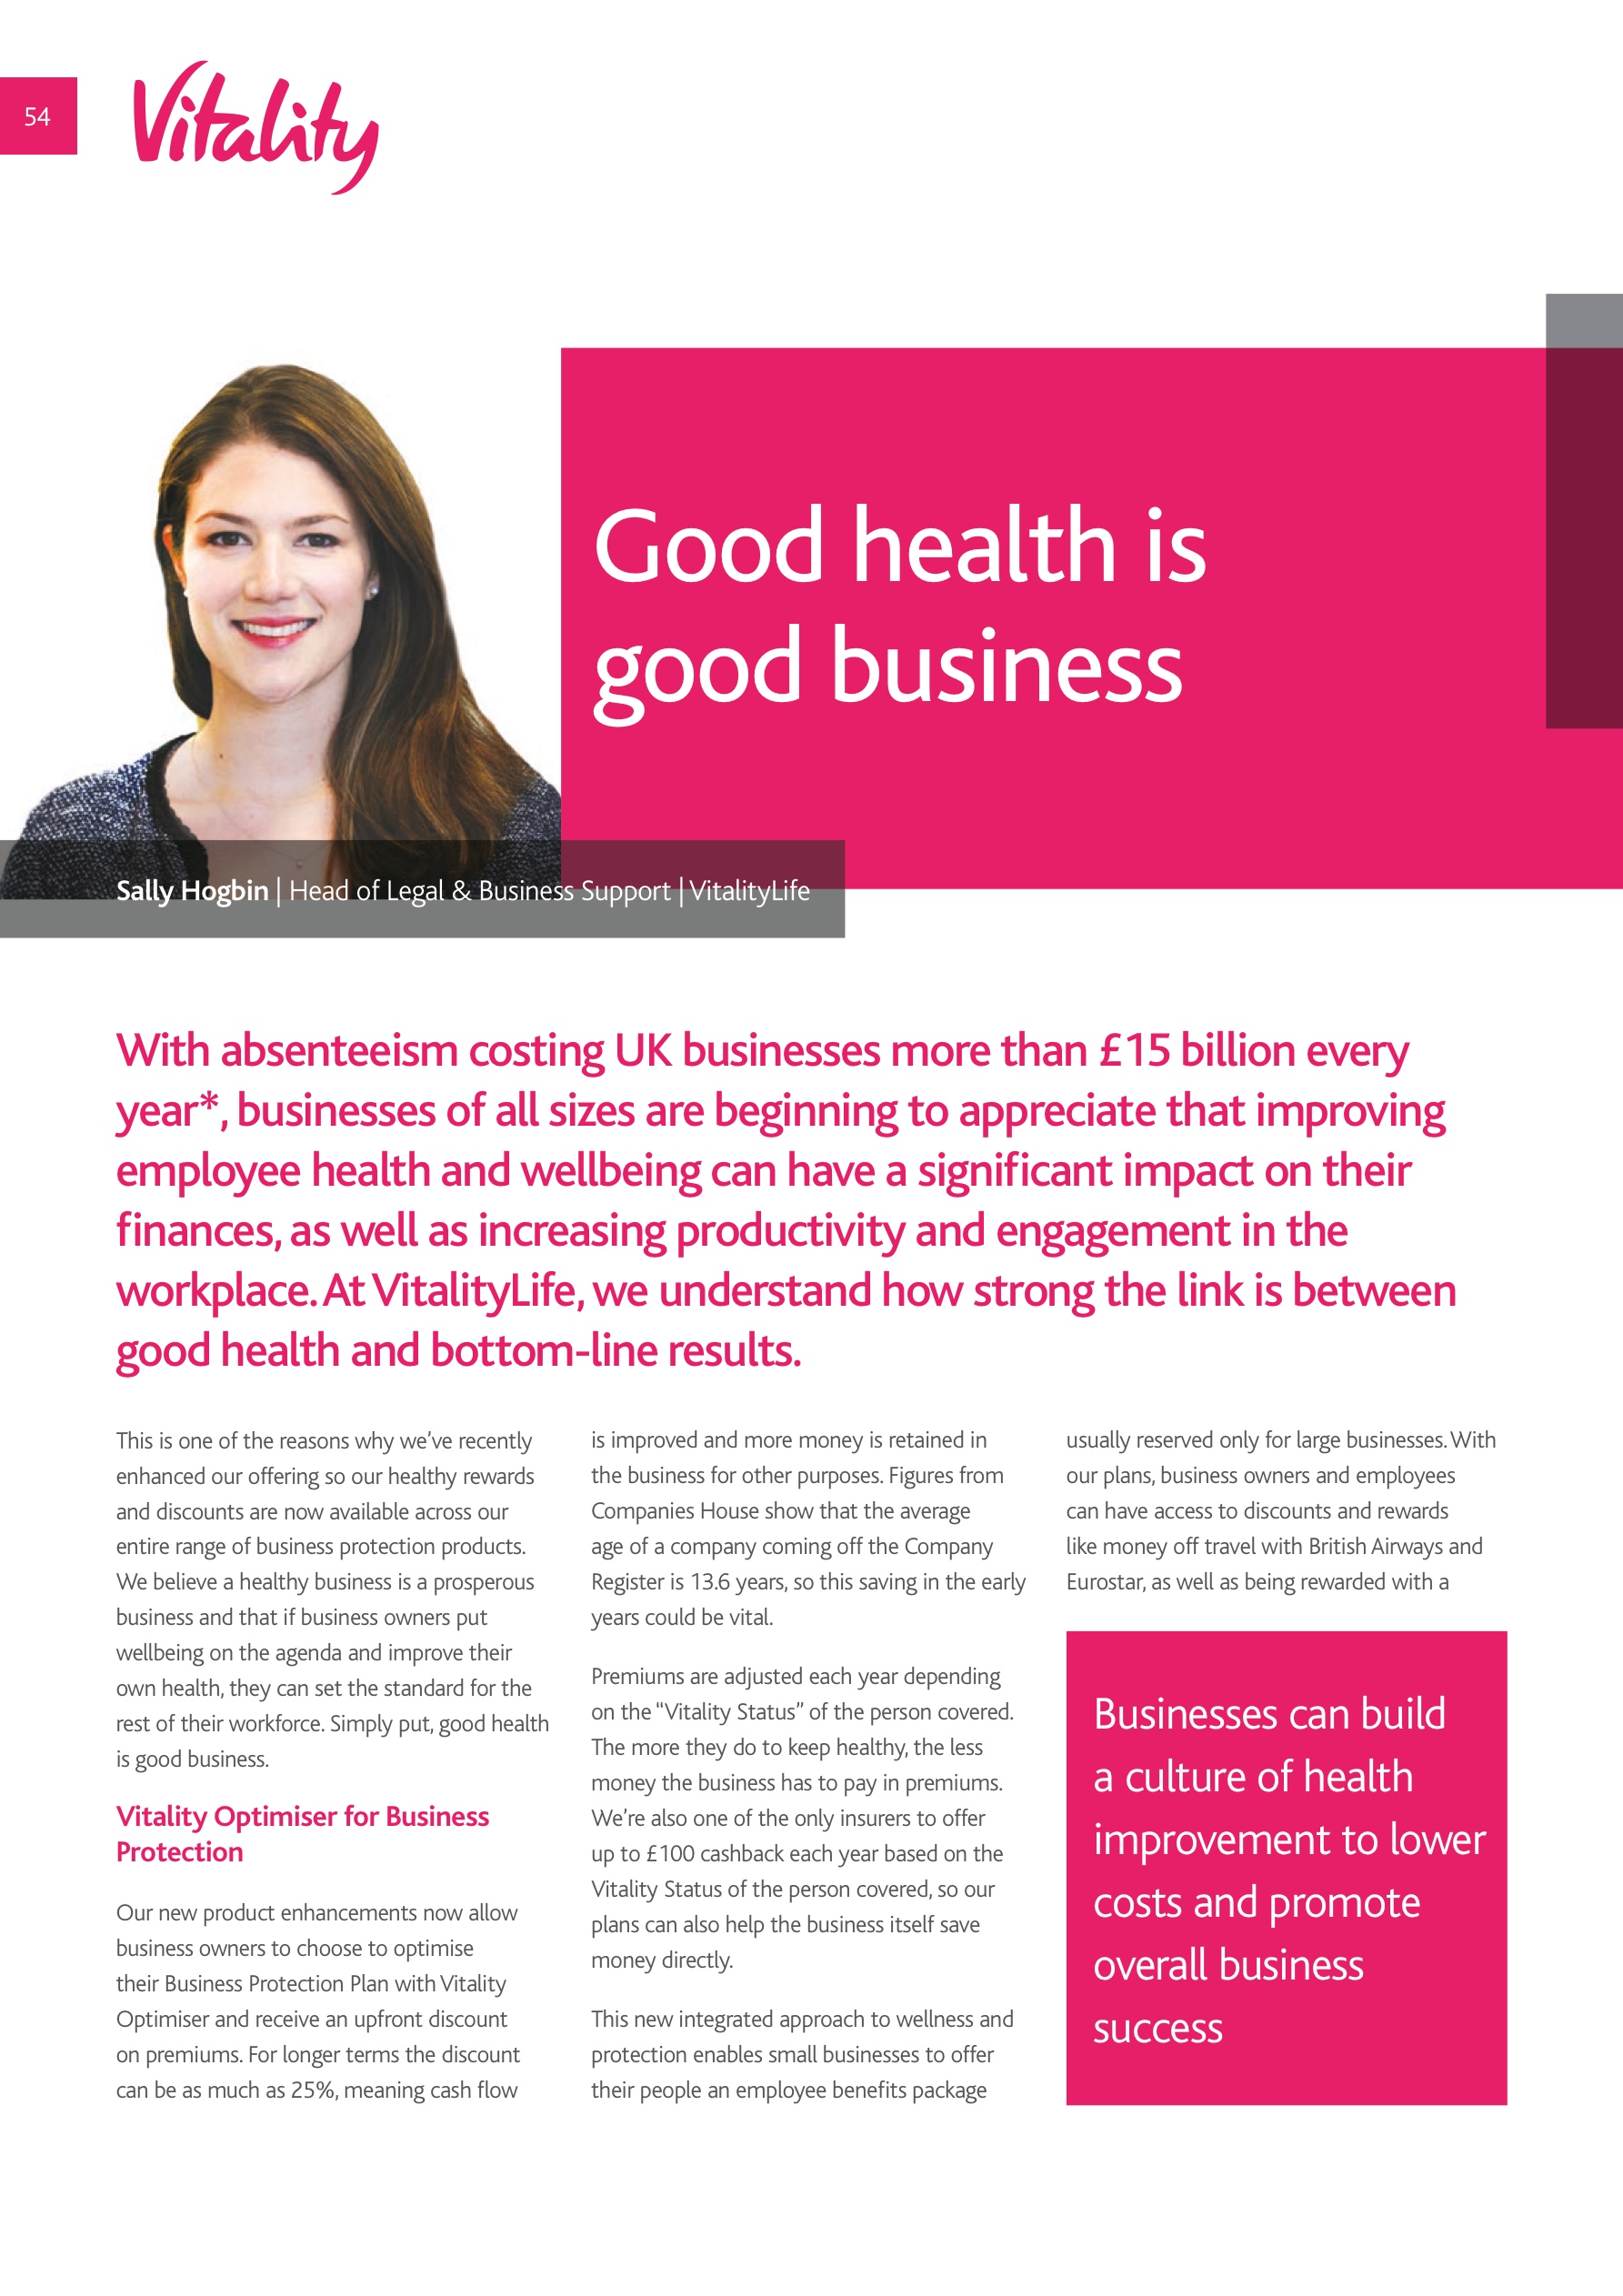 54
Vitality
Good health is
good business
Sally Hogbin | Head of Legal & Business Support | VitalityLife
With absenteeism costing UK businesses more than £15 billion every
year*, businesses of all sizes are beginning to appreciate that improving
employee health and wellbeing can have a significant impact on their
finances, as well as increasing productivity and engagement in the
workplace. At VitalityLife, we understand how strong the link is between
good health and bottom-line results.
This is one of the reasons why we’ve recently
enhanced our offering so our healthy rewards
and discounts are now available across our
entire range of business protection products.
We believe a healthy business is a prosperous
business and that if business owners put
wellbeing on the agenda and improve their
own health, they can set the standard for the
rest of their workforce. Simply put, good health
is good business.
Vitality Optimiser for Business
Protection
Our new product enhancements now allow
business owners to choose to optimise
their Business Protection Plan with Vitality
Optimiser and receive an upfront discount
on premiums. For longer terms the discount
can be as much as 25%, meaning cash flow
is improved and more money is retained in
the business for other purposes. Figures from
Companies House show that the average
age of a company coming off the Company
Register is 13.6 years, so this saving in the early
years could be vital.
Premiums are adjusted each year depending
on the “Vitality Status” of the person covered.
The more they do to keep healthy, the less
money the business has to pay in premiums.
We’re also one of the only insurers to offer
up to £100 cashback each year based on the
Vitality Status of the person covered, so our
plans can also help the business itself save
money directly.
This new integrated approach to wellness and
protection enables small businesses to offer
their people an employee benefits package
usually reserved only for large businesses. With
our plans, business owners and employees
can have access to discounts and rewards
like money off travel with British Airways and
Eurostar, as well as being rewarded with a
Businesses can build
a culture of health
improvement to lower
costs and promote
overall business
success